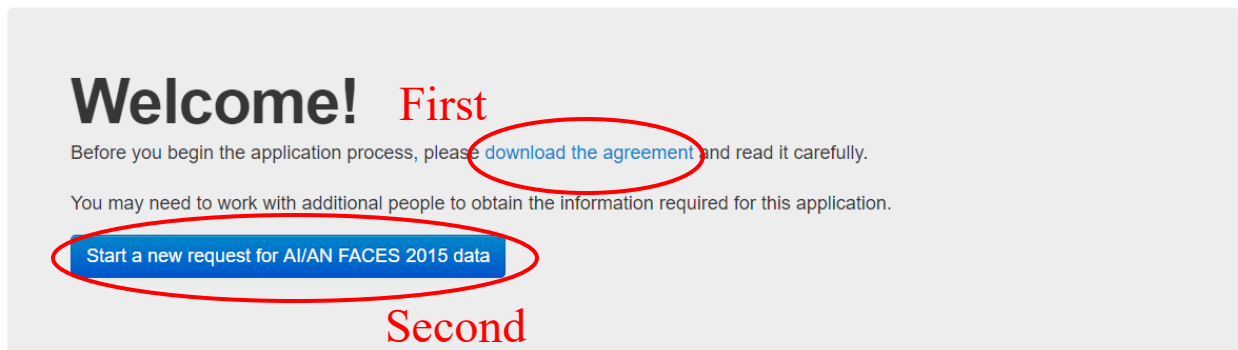 Welcome! First
Before you begin the application process, please download the agreement and read it carefully.
You may need to work with additional people to obtain the information required for this application.
Start a new request for AI/AN FACES 2015 data
Second